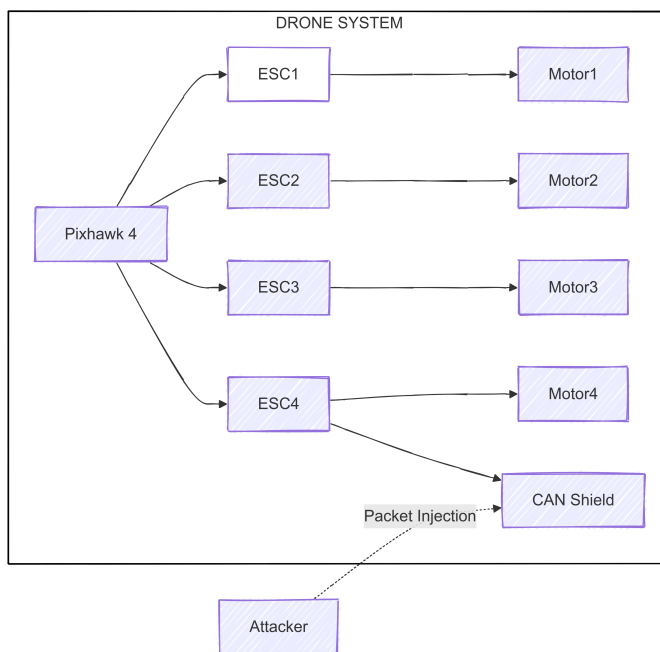 DRONE SYSTEM
ESC1
Motor1
ESC2
Motor2
Pixhawk 4
ESC3
Motor3
ESC4
Motor4
CAN Shield
Packet Injection
Attacker